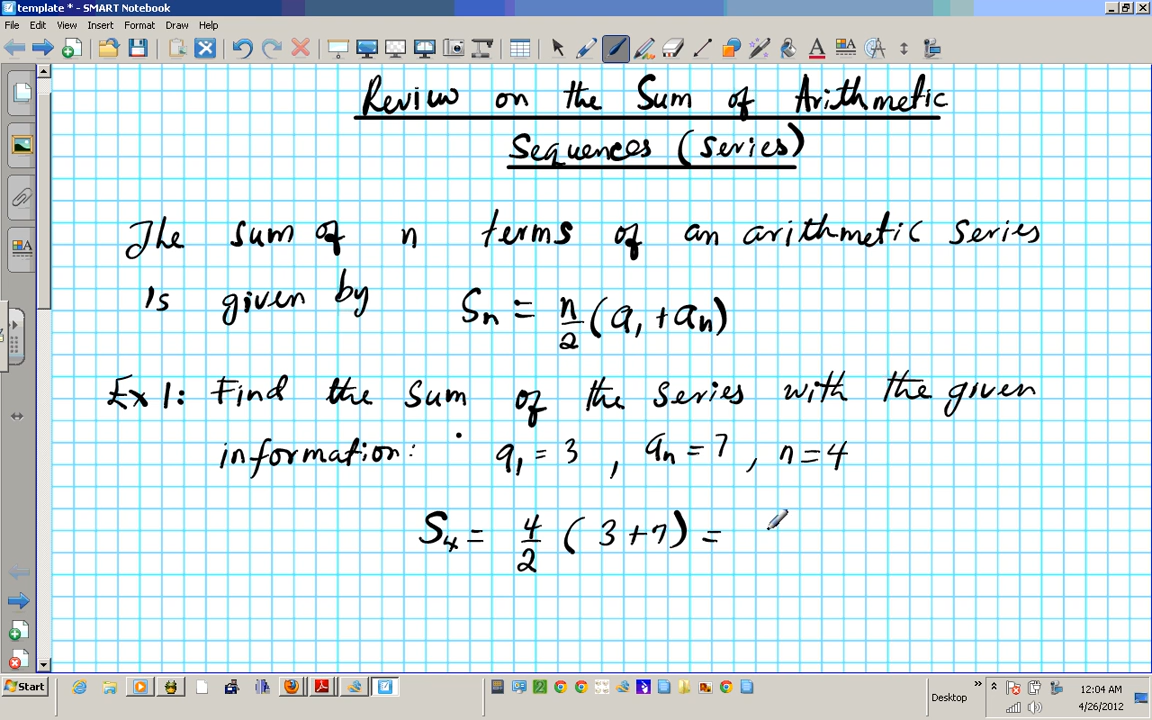 template * - SMART Notebook
File Edit View Insert Format Draw Help
Review on the Sum of Arithmetic
Sequences (series)
The sum of n terms of an arithmetic series
is given by Sn = n/2 (a1 + an)
Ex 1: Find the sum of the series with the given
information: a1 = 3 , an = 7 , n = 4
S4 = 4/2 ( 3 + 7 ) =
Start
Desktop
12:04 AM
4/26/2012